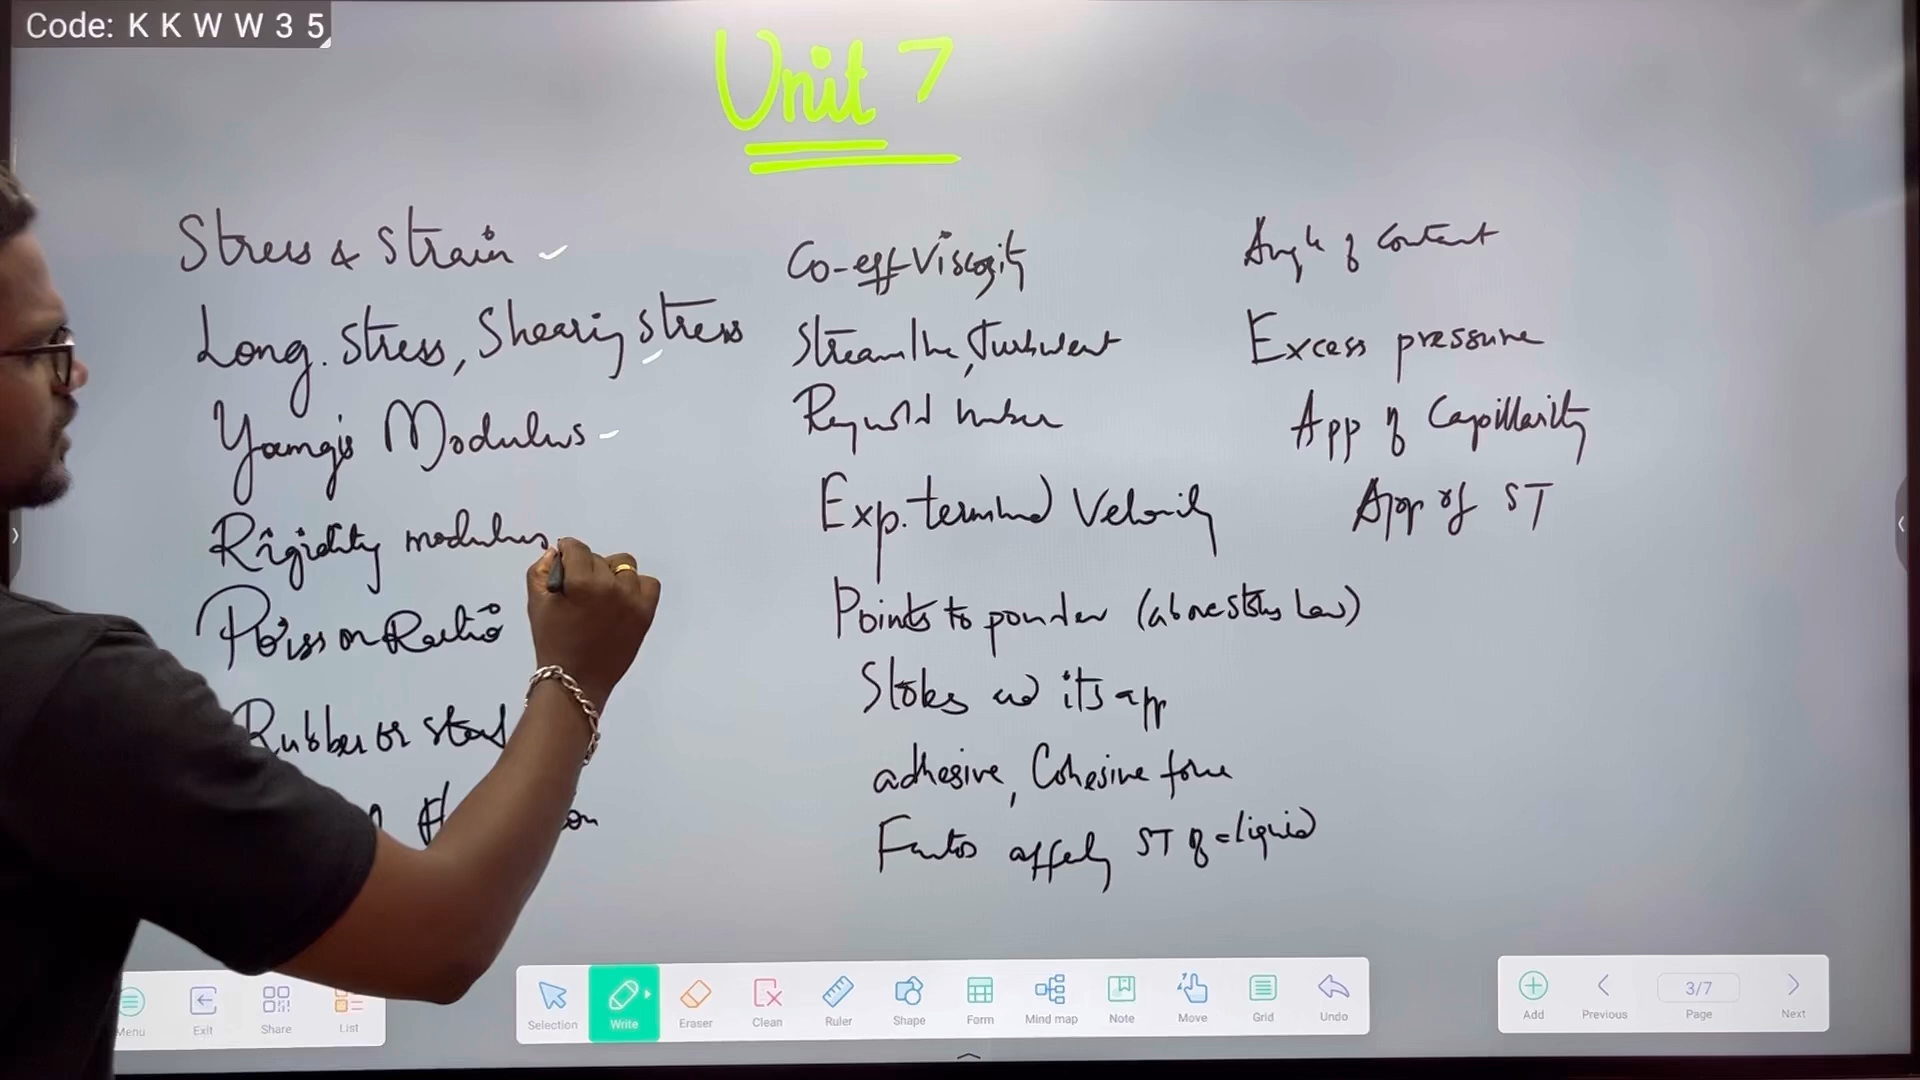 Code: K K W W 3 5
Unit 7
Stress & Strain
Long. Stress, Shearing Stress
Young's Modulus
Rigidity modulus
Poisson Ratio
Rubber or
Co-eff Viscosity
Streamline, Turbulent
Reynold number
Exp. terminal Velocity
Points to ponder (above stokes law)
Stokes and its app
adhesive, Cohesive force
Factors affecting ST of a liquid
Angle of Contact
Excess pressure
App of Capillarity
App of ST
Menu
Exit
Share
List
Selection
Write
Eraser
Clean
Ruler
Shape
Form
Mind map
Note
Move
Grid
Undo
Add
Previous
3/7
Page
Next